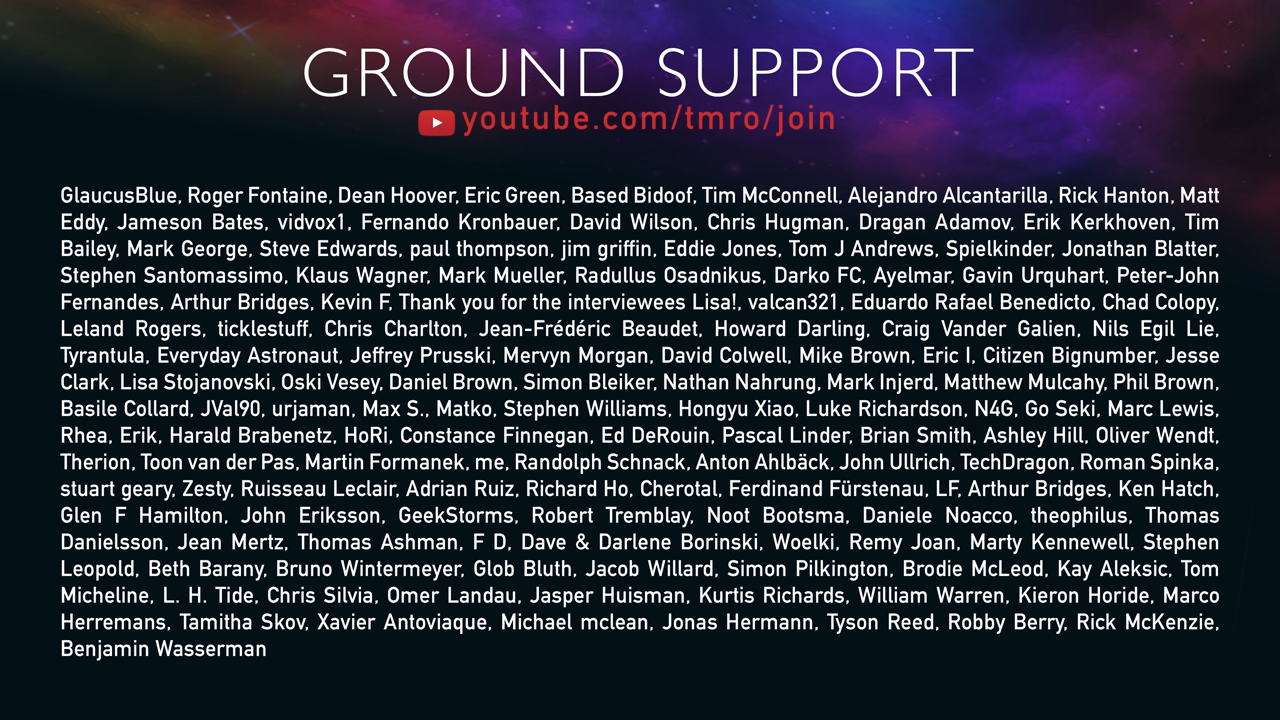 GROUND SUPPORT
youtube.com/tmro/join
GlaucusBlue, Roger Fontaine, Dean Hoover, Eric Green, Based Bidoof, Tim McConnell, Alejandro Alcantarilla, Rick Hanton, Matt
Eddy, Jameson Bates, vidvox1, Fernando Kronbauer, David Wilson, Chris Hugman, Dragan Adamov, Erik Kerkhoven, Tim
Bailey, Mark George, Steve Edwards, paul thompson, jim griffin, Eddie Jones, Tom J Andrews, Spielkinder, Jonathan Blatter,
Stephen Santomassimo, Klaus Wagner, Mark Mueller, Radullus Osadnikus, Darko FC, Ayelmar, Gavin Urquhart, Peter-John
Fernandes, Arthur Bridges, Kevin F, Thank you for the interviewees Lisa!, valcan321, Eduardo Rafael Benedicto, Chad Colopy,
Leland Rogers, ticklestuff, Chris Charlton, Jean-Frédéric Beaudet, Howard Darling, Craig Vander Galien, Nils Egil Lie,
Tyrantula, Everyday Astronaut, Jeffrey Prusski, Mervyn Morgan, David Colwell, Mike Brown, Eric I, Citizen Bignumber, Jesse
Clark, Lisa Stojanovski, Oski Vesey, Daniel Brown, Simon Bleiker, Nathan Nahrung, Mark Injerd, Matthew Mulcahy, Phil Brown,
Basile Collard, JVal90, urjaman, Max S., Matko, Stephen Williams, Hongyu Xiao, Luke Richardson, N4G, Go Seki, Marc Lewis,
Rhea, Erik, Harald Brabenetz, HoRi, Constance Finnegan, Ed DeRouin, Pascal Linder, Brian Smith, Ashley Hill, Oliver Wendt,
Therion, Toon van der Pas, Martin Formanek, me, Randolph Schnack, Anton Ahlbäck, John Ullrich, TechDragon, Roman Spinka,
stuart geary, Zesty, Ruisseau Leclair, Adrian Ruiz, Richard Ho, Cherotal, Ferdinand Fürstenau, LF, Arthur Bridges, Ken Hatch,
Glen F Hamilton, John Eriksson, GeekStorms, Robert Tremblay, Noot Bootsma, Daniele Noacco, theophilus, Thomas
Danielsson, Jean Mertz, Thomas Ashman, F D, Dave & Darlene Borinski, Woelki, Remy Joan, Marty Kennewell, Stephen
Leopold, Beth Barany, Bruno Wintermeyer, Glob Bluth, Jacob Willard, Simon Pilkington, Brodie McLeod, Kay Aleksic, Tom
Micheline, L. H. Tide, Chris Silvia, Omer Landau, Jasper Huisman, Kurtis Richards, William Warren, Kieron Horide, Marco
Herremans, Tamitha Skov, Xavier Antoviaque, Michael mclean, Jonas Hermann, Tyson Reed, Robby Berry, Rick McKenzie,
Benjamin Wasserman